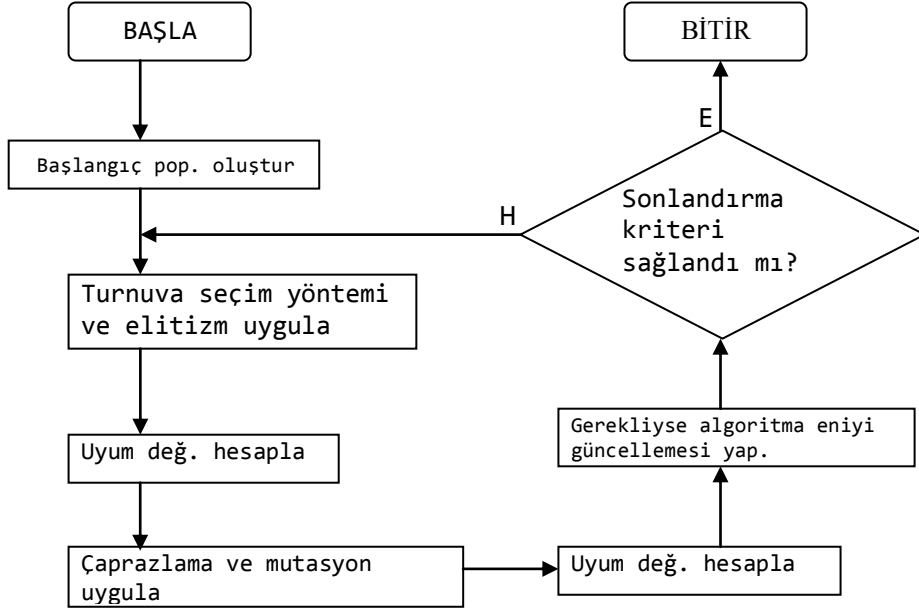 BAŞLA
Başlangıç pop. oluştur
Turnuva seçim yöntemi
ve elitizm uygula
Uyum değ. hesapla
Çaprazlama ve mutasyon
uygula
Uyum değ. hesapla
Gerekliyse algoritma eniyi
güncellemesi yap.
Sonlandırma
kriteri
sağlandı mı?
H
E
BİTİR